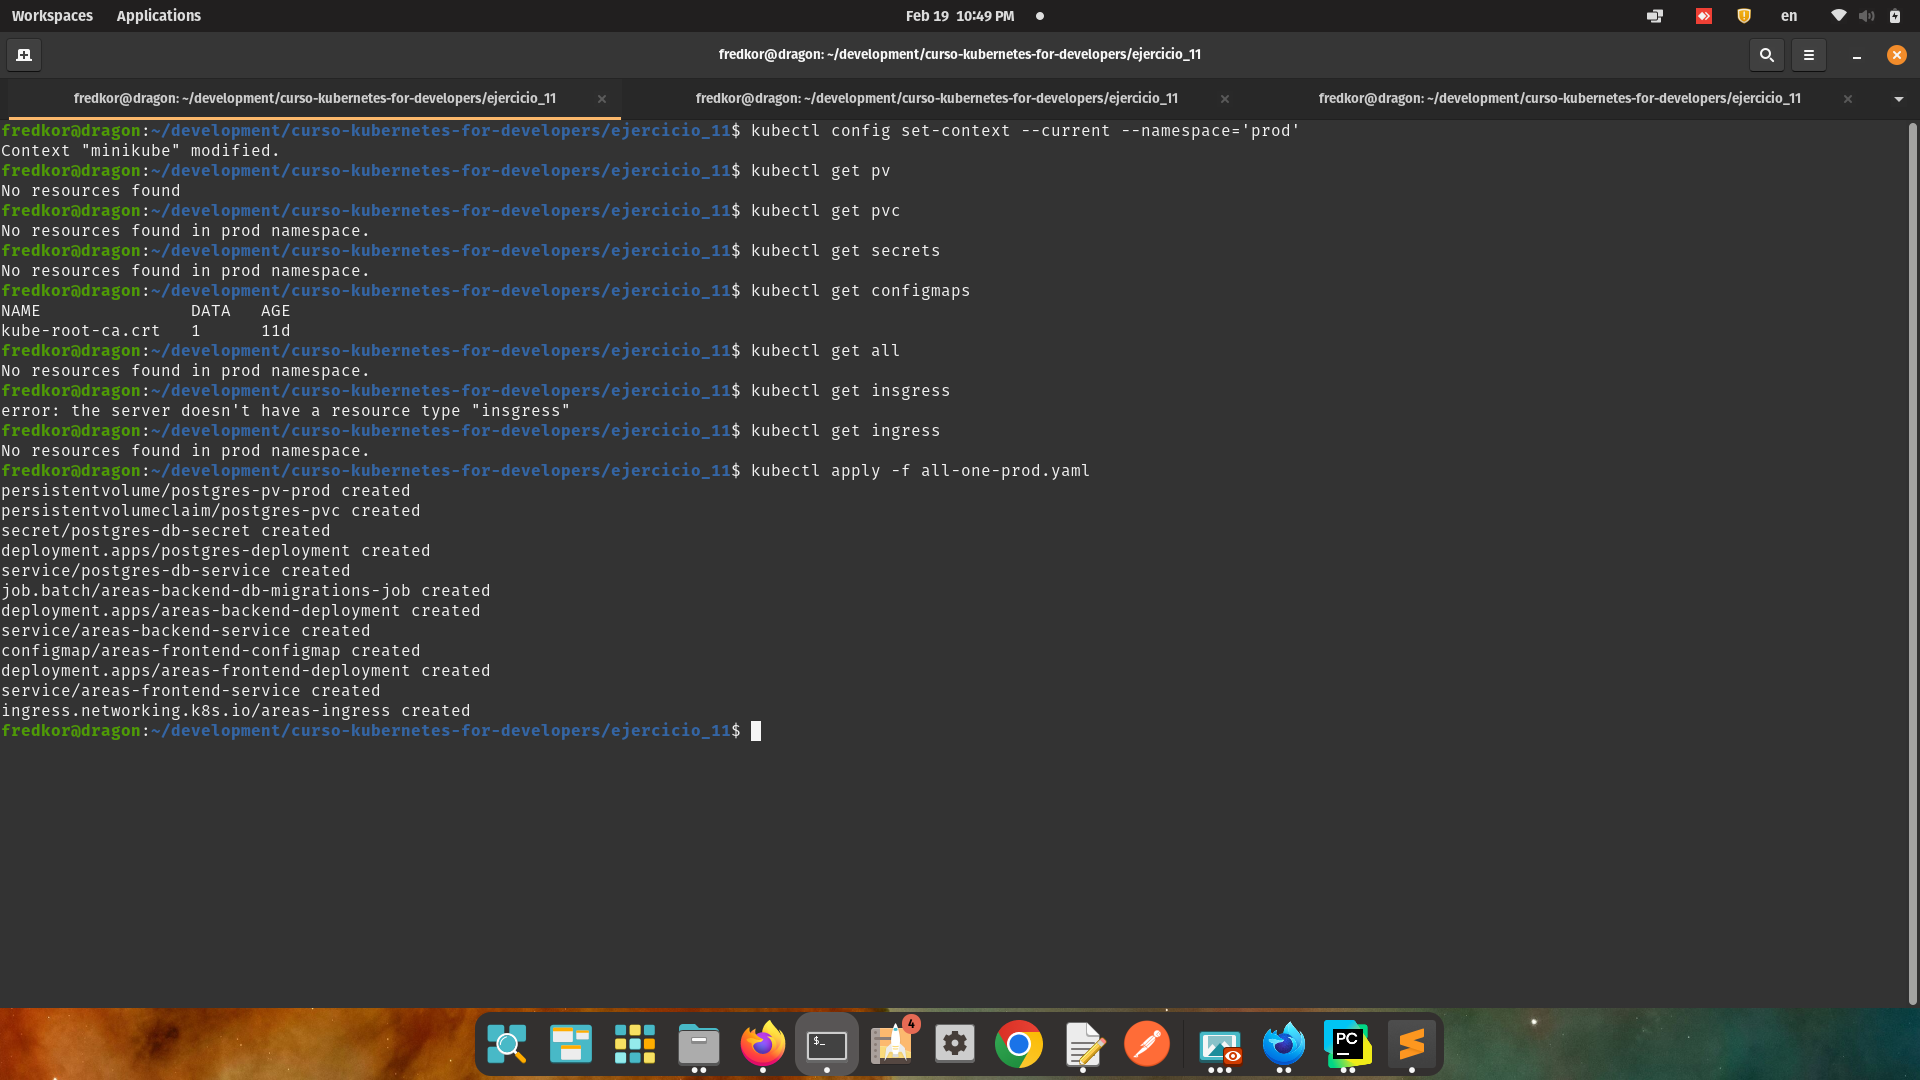 Workspaces Applications Feb 19 10:49 PM en
fredkor@dragon: ~/development/curso-kubernetes-for-developers/ejercicio_11
fredkor@dragon: ~/development/curso-kubernetes-for-developers/ejercicio_11 × fredkor@dragon: ~/development/curso-kubernetes-for-developers/ejercicio_11 × fredkor@dragon: ~/development/curso-kubernetes-for-developers/ejercicio_11 ×
fredkor@dragon:~/development/curso-kubernetes-for-developers/ejercicio_11$ kubectl config set-context --current --namespace='prod'
Context "minikube" modified.
fredkor@dragon:~/development/curso-kubernetes-for-developers/ejercicio_11$ kubectl get pv
No resources found
fredkor@dragon:~/development/curso-kubernetes-for-developers/ejercicio_11$ kubectl get pvc
No resources found in prod namespace.
fredkor@dragon:~/development/curso-kubernetes-for-developers/ejercicio_11$ kubectl get secrets
No resources found in prod namespace.
fredkor@dragon:~/development/curso-kubernetes-for-developers/ejercicio_11$ kubectl get configmaps
NAME               DATA   AGE
kube-root-ca.crt   1      11d
fredkor@dragon:~/development/curso-kubernetes-for-developers/ejercicio_11$ kubectl get all
No resources found in prod namespace.
fredkor@dragon:~/development/curso-kubernetes-for-developers/ejercicio_11$ kubectl get insgress
error: the server doesn't have a resource type "insgress"
fredkor@dragon:~/development/curso-kubernetes-for-developers/ejercicio_11$ kubectl get ingress
No resources found in prod namespace.
fredkor@dragon:~/development/curso-kubernetes-for-developers/ejercicio_11$ kubectl apply -f all-one-prod.yaml
persistentvolume/postgres-pv-prod created
persistentvolumeclaim/postgres-pvc created
secret/postgres-db-secret created
deployment.apps/postgres-deployment created
service/postgres-db-service created
job.batch/areas-backend-db-migrations-job created
deployment.apps/areas-backend-deployment created
service/areas-backend-service created
configmap/areas-frontend-configmap created
deployment.apps/areas-frontend-deployment created
service/areas-frontend-service created
ingress.networking.k8s.io/areas-ingress created
fredkor@dragon:~/development/curso-kubernetes-for-developers/ejercicio_11$
$_ 4 PC